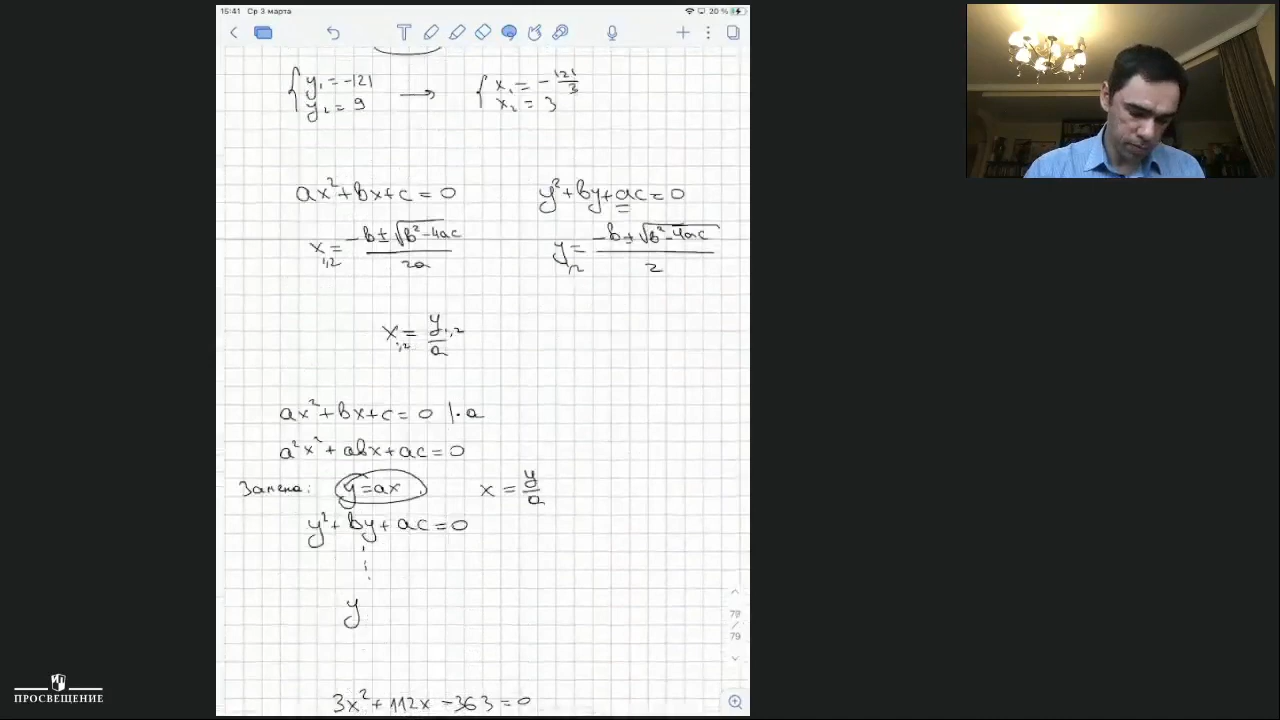 15:41 Ср 3 марта 20 %
{ y₁ = -121 → { x₁ = -121/3
y₂ = 9 x₂ = 3
ax²+bx+c = 0 y²+by+ac = 0
x₁,₂ = (-b±√(b²-4ac))/2a y₁,₂ = (-b±√(b²-4ac))/2
x₁,₂ = y₁,₂/a
ax²+bx+c = 0 |·a
a²x²+abx+ac = 0
Замена: y=ax x = y/a
y²+by+ac = 0
y
79
/
79
3x²+112x-363 = 0
ПРОСВЕЩЕНИЕ